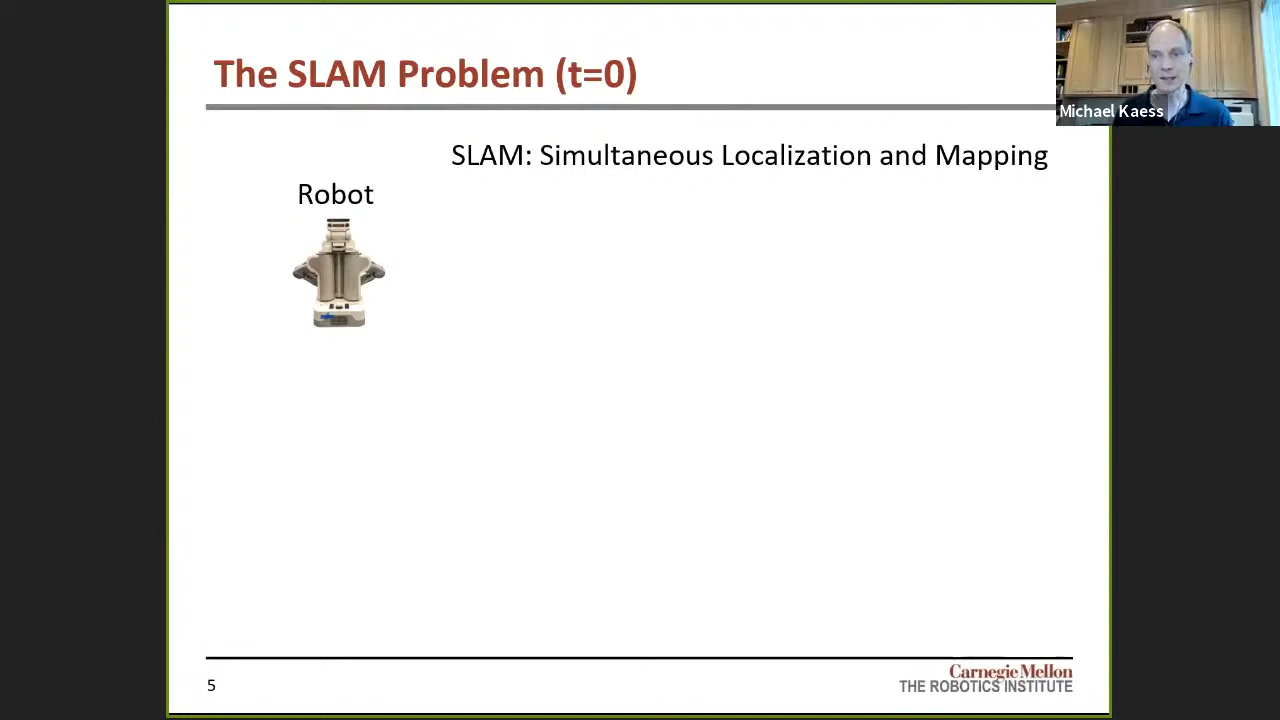 The SLAM Problem (t=0)
Michael Kaess
SLAM: Simultaneous Localization and Mapping
Robot
5
Carnegie Mellon
THE ROBOTICS INSTITUTE